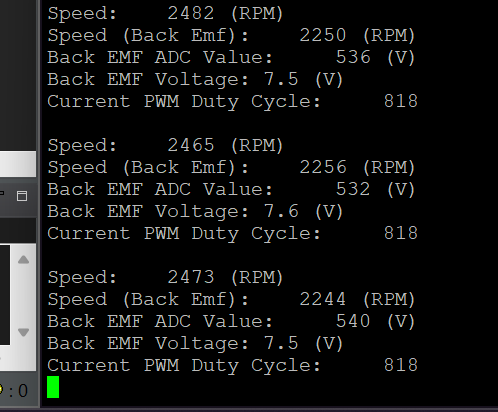 Speed:    2482 (RPM)
Speed (Back Emf):    2250 (RPM)
Back EMF ADC Value:     536 (V)
Back EMF Voltage: 7.5 (V)
Current PWM Duty Cycle:     818
Speed:    2465 (RPM)
Speed (Back Emf):    2256 (RPM)
Back EMF ADC Value:     532 (V)
Back EMF Voltage: 7.6 (V)
Current PWM Duty Cycle:     818
Speed:    2473 (RPM)
Speed (Back Emf):    2244 (RPM)
Back EMF ADC Value:     540 (V)
Back EMF Voltage: 7.5 (V)
Current PWM Duty Cycle:     818
:0